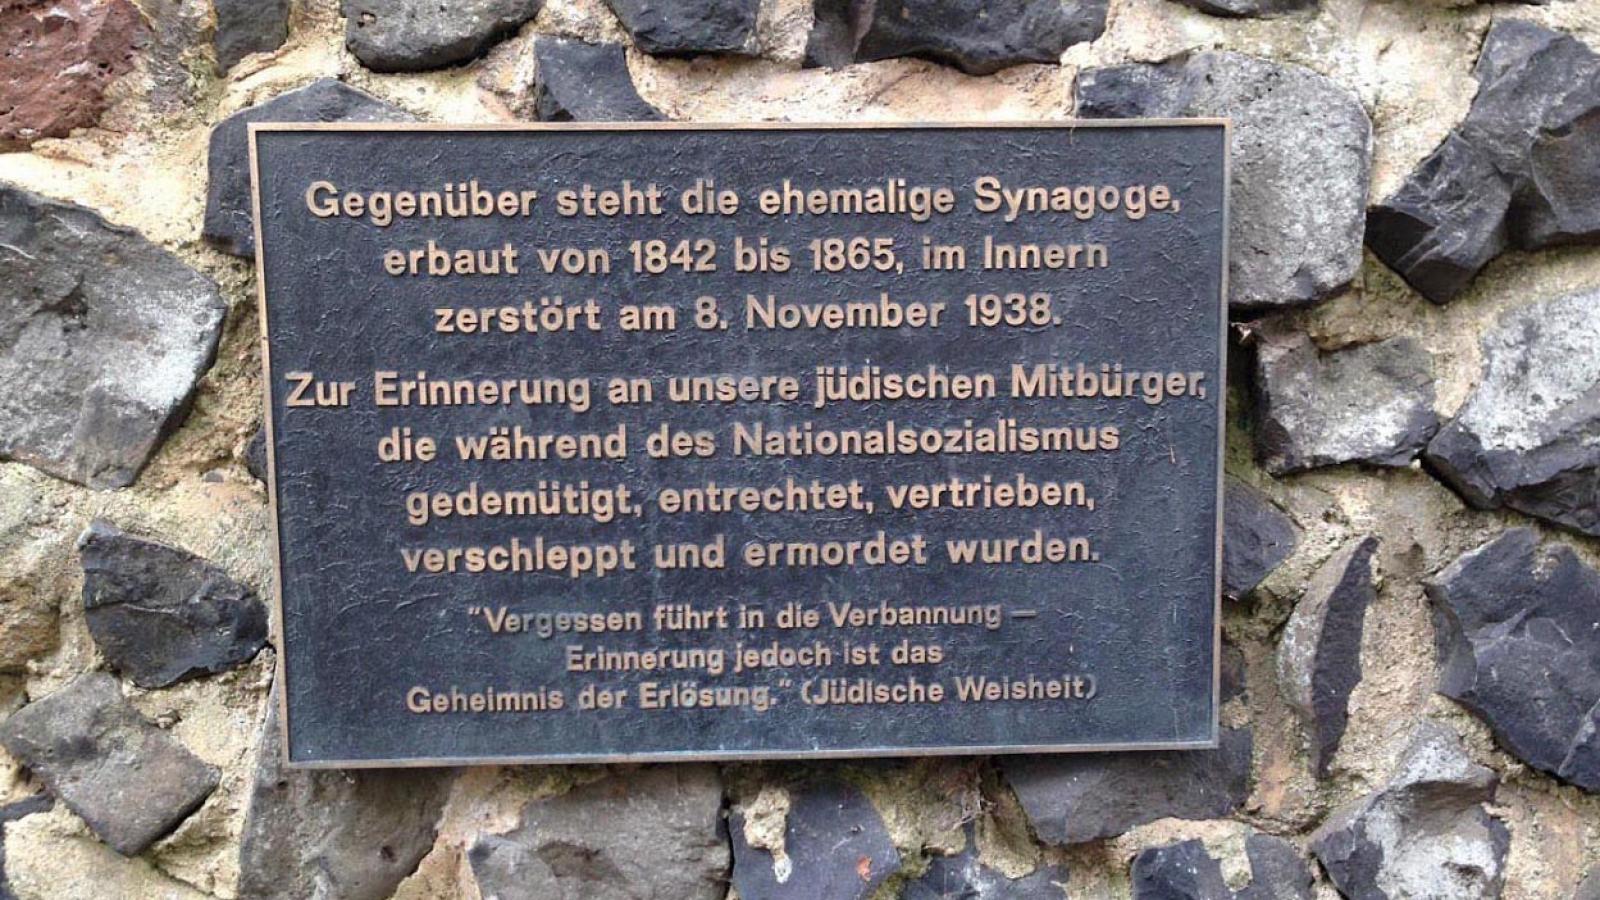 Gegenüber steht die ehemalige Synagoge,
erbaut von 1842 bis 1865, im Innern
zerstört am 8. November 1938.
Zur Erinnerung an unsere jüdischen Mitbürger,
die während des Nationalsozialismus
gedemütigt, entrechtet, vertrieben,
verschleppt und ermordet wurden.
"Vergessen führt in die Verbannung —
Erinnerung jedoch ist das
Geheimnis der Erlösung." (Jüdische Weisheit)